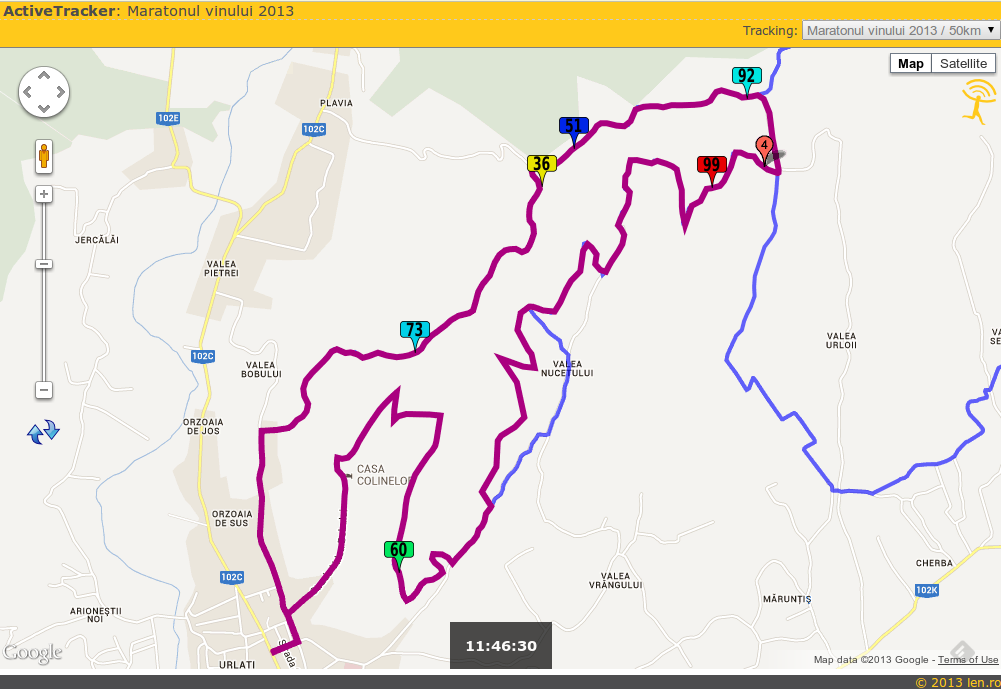 ActiveTracker: Maratonul vinului 2013
Tracking: Maratonul vinului 2013 / 50km
Map Satellite
92
PLAVIA
102E
102C
51
4
36
99
JERCĂLĂI
VALEA
PIETREI
73
VALEA
URLOII
102C
VALEA
BOBULUI
VALEA
NUCETULUI
ORZOAIA
DE JOS
CASA
COLINELOR
ORZOAIA
DE SUS
60
CHERBA
102C
VALEA
VRÂNGULUI
102K
MĂRUNȚIȘ
ARIONEȘTII
NOI
11:46:30
Google
URLAȚI
Map data ©2013 Google - Terms of Use
© 2013 len.ro